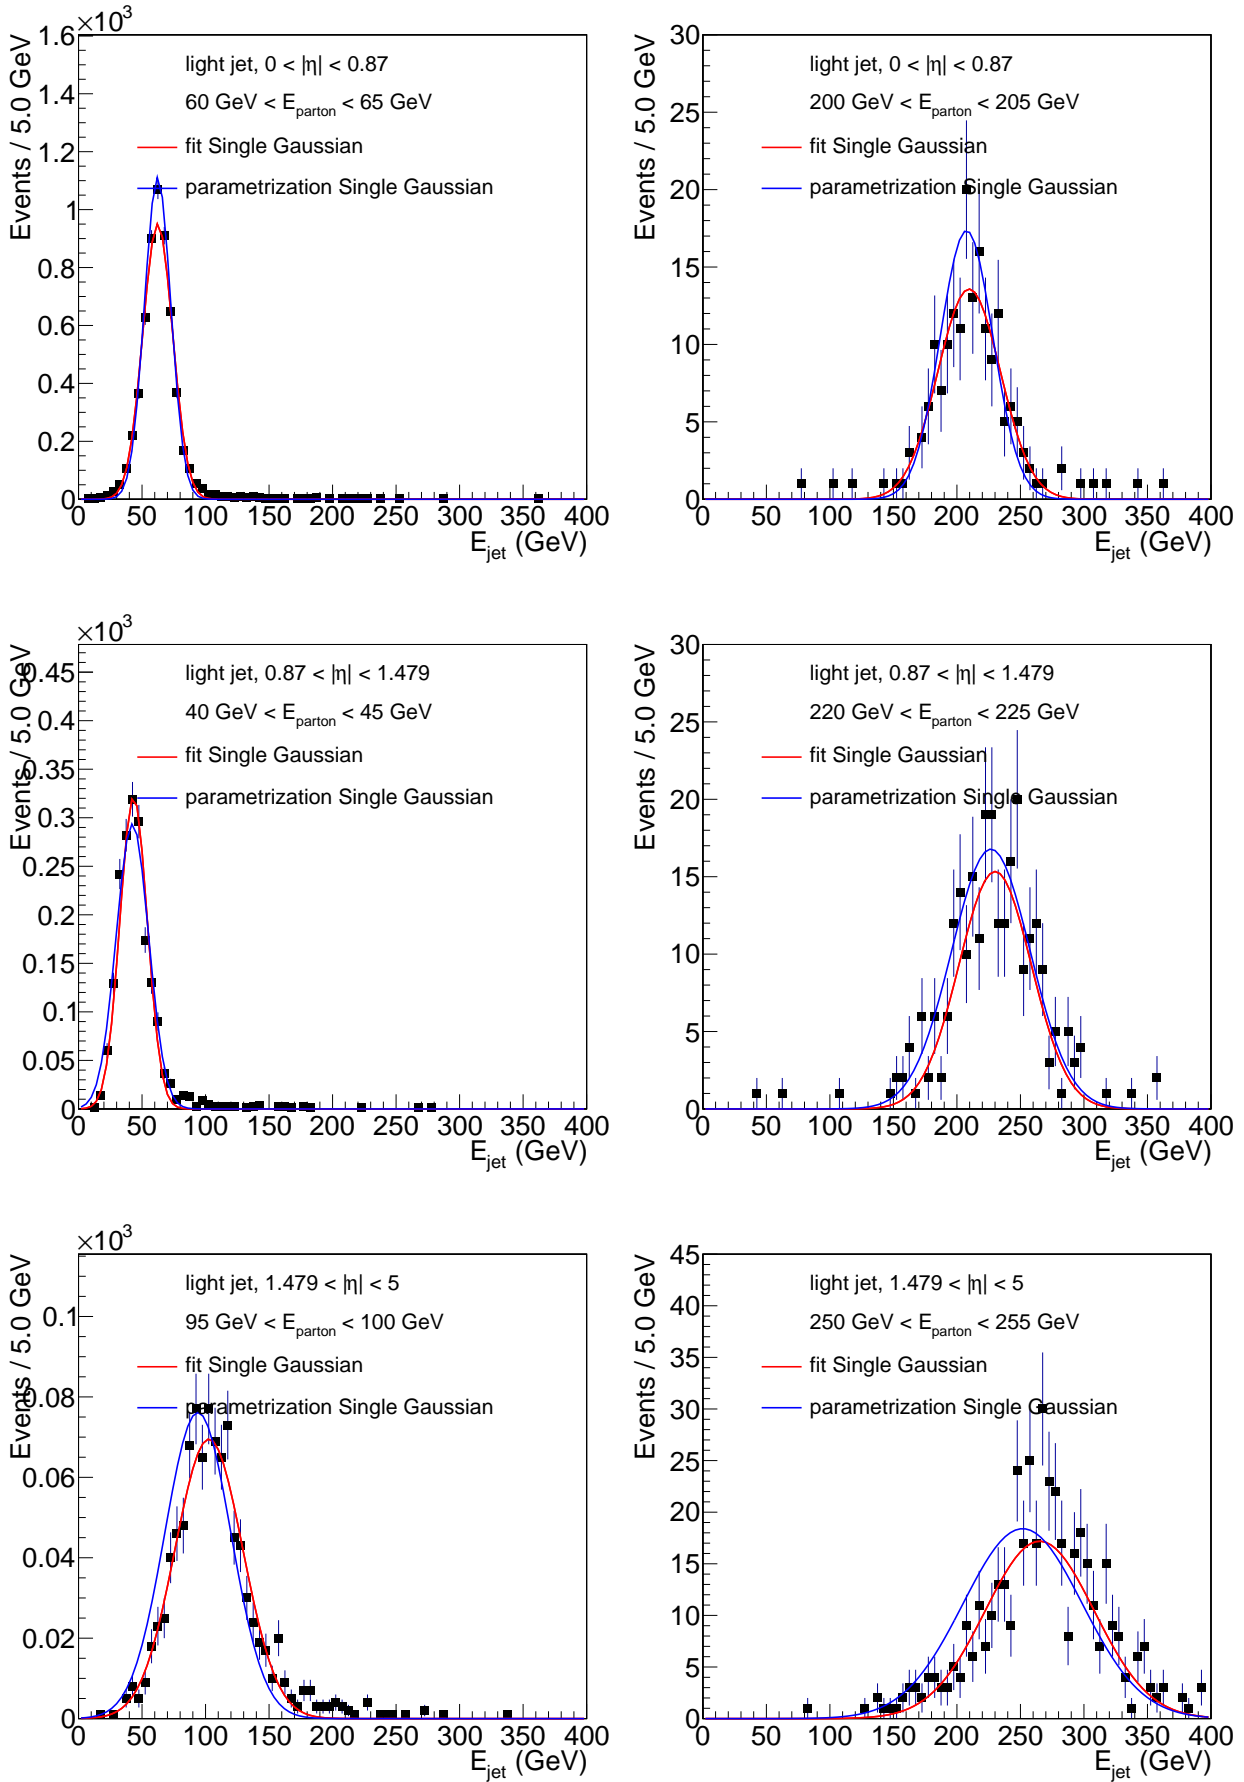 ×10³
Events / 5.0 GeV
light jet, 0 < |η| < 0.87
60 GeV < E_parton < 65 GeV
fit Single Gaussian
parametrization Single Gaussian
1.6
1.4
1.2
1
0.8
0.6
0.4
0.2
0
0 50 100 150 200 250 300 350 400
E_jet (GeV)
Events / 5.0 GeV
light jet, 0 < |η| < 0.87
200 GeV < E_parton < 205 GeV
fit Single Gaussian
parametrization Single Gaussian
30
25
20
15
10
5
0
0 50 100 150 200 250 300 350 400
E_jet (GeV)
×10³
Events / 5.0 GeV
light jet, 0.87 < |η| < 1.479
40 GeV < E_parton < 45 GeV
fit Single Gaussian
parametrization Single Gaussian
0.45
0.4
0.35
0.3
0.25
0.2
0.15
0.1
0.05
0
0 50 100 150 200 250 300 350 400
E_jet (GeV)
Events / 5.0 GeV
light jet, 0.87 < |η| < 1.479
220 GeV < E_parton < 225 GeV
fit Single Gaussian
parametrization Single Gaussian
30
25
20
15
10
5
0
0 50 100 150 200 250 300 350 400
E_jet (GeV)
×10³
Events / 5.0 GeV
light jet, 1.479 < |η| < 5
95 GeV < E_parton < 100 GeV
fit Single Gaussian
parametrization Single Gaussian
0.1
0.08
0.06
0.04
0.02
0
0 50 100 150 200 250 300 350 400
E_jet (GeV)
Events / 5.0 GeV
light jet, 1.479 < |η| < 5
250 GeV < E_parton < 255 GeV
fit Single Gaussian
parametrization Single Gaussian
45
40
35
30
25
20
15
10
5
0
0 50 100 150 200 250 300 350 400
E_jet (GeV)